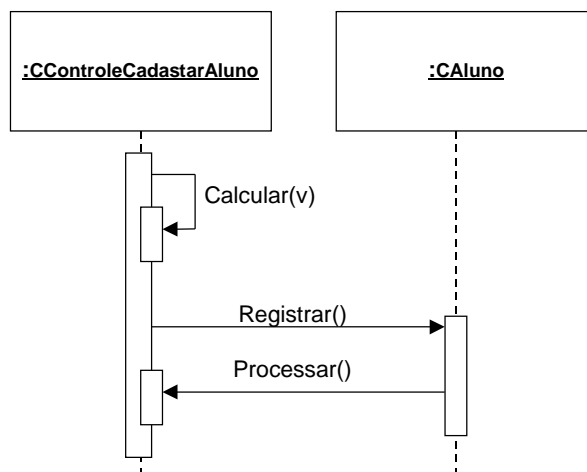 :CControleCadastarAluno
:CAluno
Calcular(v)
Registrar()
Processar()